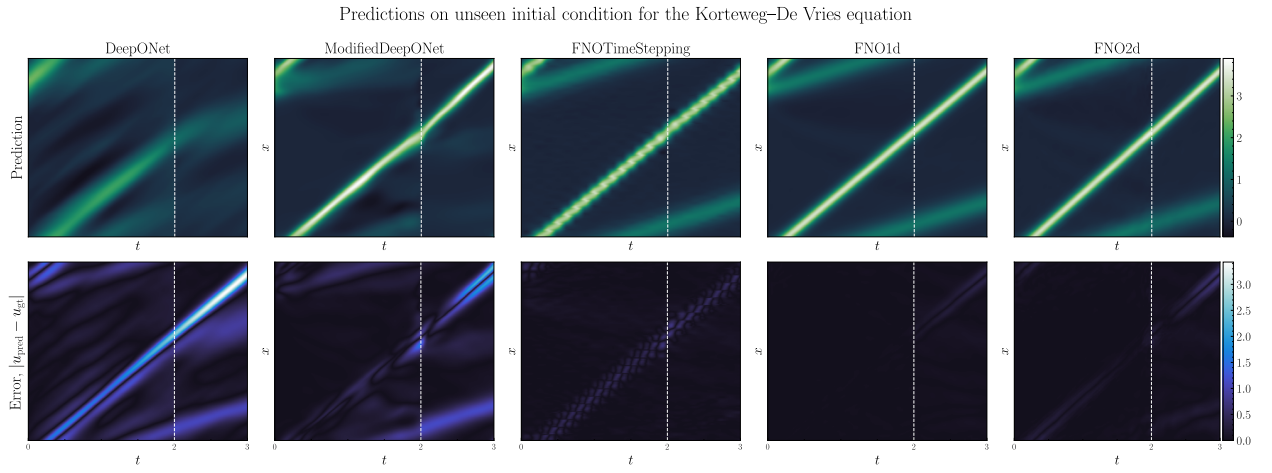 Predictions on unseen initial condition for the Korteweg–De Vries equation
DeepONet
ModifiedDeepONet
FNOTimeStepping
FNO1d
FNO2d
Prediction
x
x
x
x
3
2
1
0
t
t
t
t
t
Error, |u_pred − u_gt|
x
x
x
x
3.0
2.5
2.0
1.5
1.0
0.5
0.0
0 2 3
0 2 3
0 2 3
0 2 3
0 2 3
t
t
t
t
t